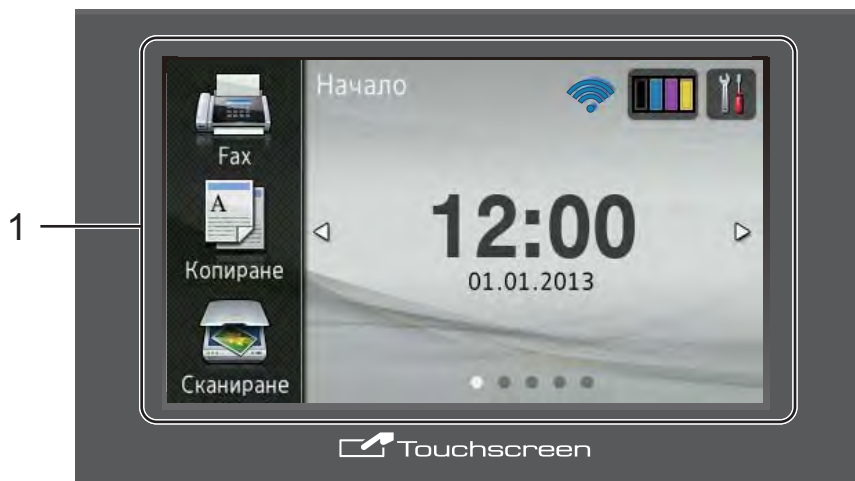 1
Fax
A
Копиране
Сканиране
Начало
12:00
01.01.2013
Touchscreen